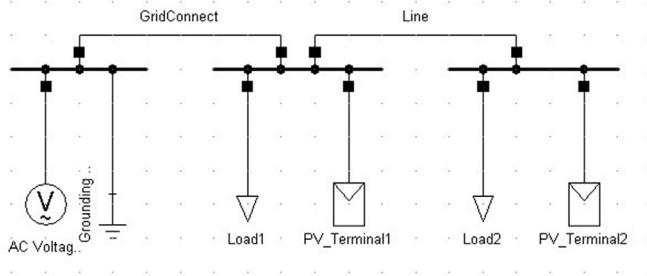 GridConnect
Line
Grounding ..
AC Voltag..
V
~
Load1
PV_Terminal1
Load2
PV_Terminal2